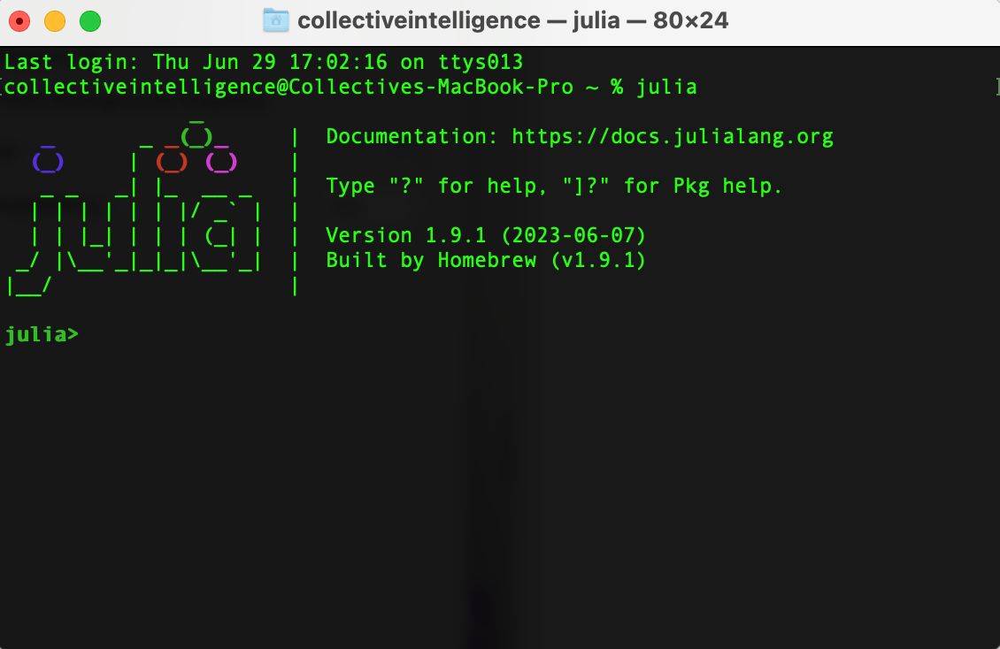 collectiveintelligence — julia — 80×24
Last login: Thu Jun 29 17:02:16 on ttys013
[collectiveintelligence@Collectives-MacBook-Pro ~ % julia ]
               _
   _       _ _(_)_     |  Documentation: https://docs.julialang.org
  (_)     | (_) (_)    |
   _ _   _| |_  __ _   |  Type "?" for help, "]?" for Pkg help.
  | | | | | | |/ _` |  |
  | | |_| | | | (_| |  |  Version 1.9.1 (2023-06-07)
 _/ |\__'_|_|_|\__'_|  |  Built by Homebrew (v1.9.1)
|__/                   |
julia>